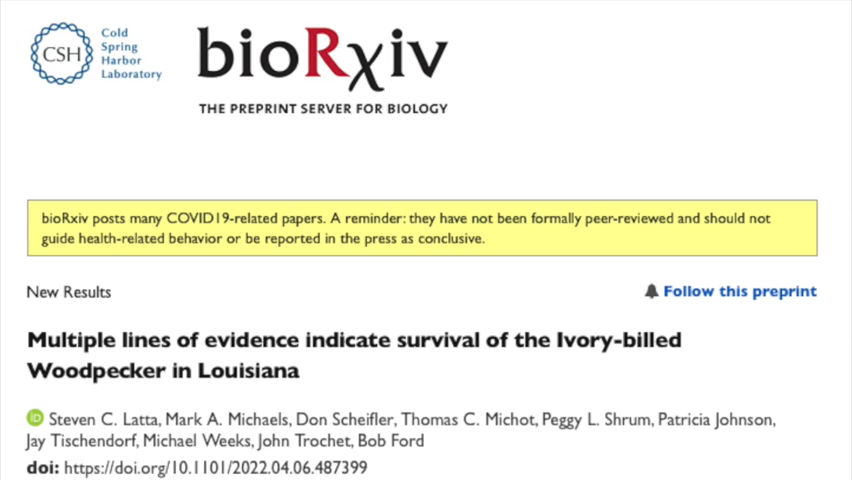 CSH
Cold
Spring
Harbor
Laboratory
bioRχiv
THE PREPRINT SERVER FOR BIOLOGY
bioRxiv posts many COVID19-related papers. A reminder: they have not been formally peer-reviewed and should not
guide health-related behavior or be reported in the press as conclusive.
New Results
Follow this preprint
Multiple lines of evidence indicate survival of the Ivory-billed
Woodpecker in Louisiana
iD Steven C. Latta, Mark A. Michaels, Don Scheifler, Thomas C. Michot, Peggy L. Shrum, Patricia Johnson,
Jay Tischendorf, Michael Weeks, John Trochet, Bob Ford
doi: https://doi.org/10.1101/2022.04.06.487399